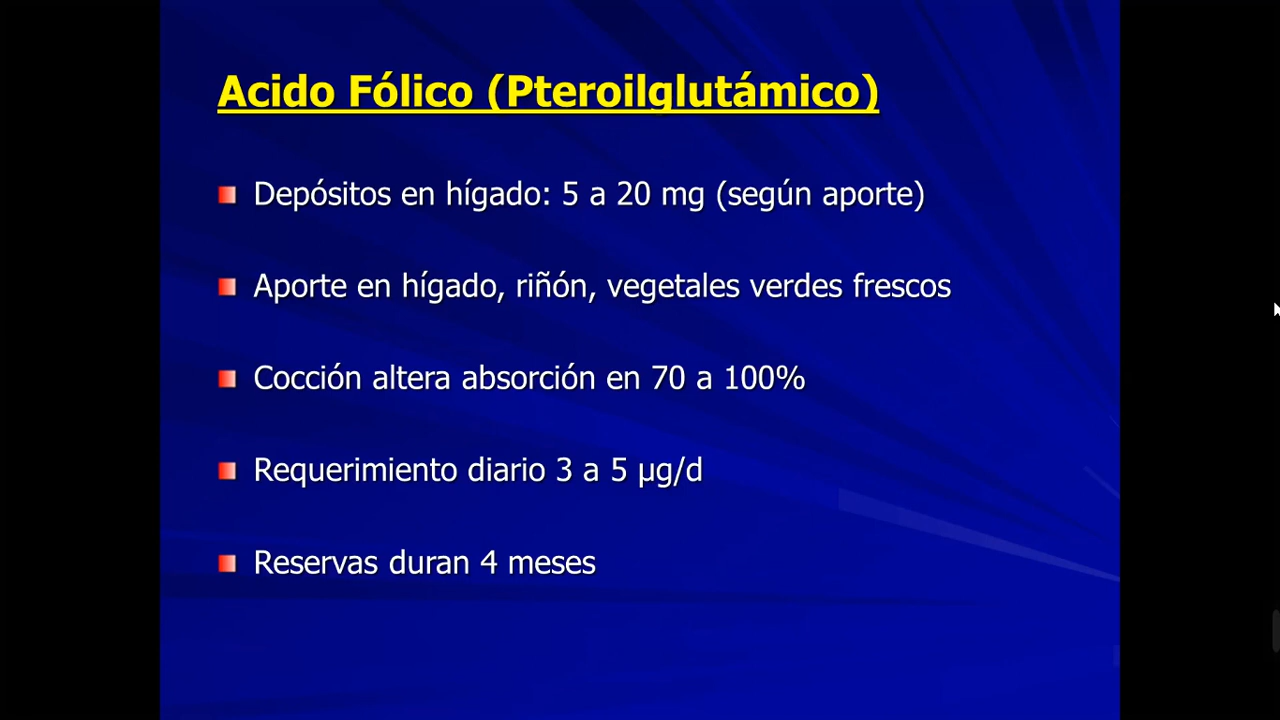 Acido Fólico (Pteroilglutámico)
Depósitos en hígado: 5 a 20 mg (según aporte)
Aporte en hígado, riñón, vegetales verdes frescos
Cocción altera absorción en 70 a 100%
Requerimiento diario 3 a 5 µg/d
Reservas duran 4 meses